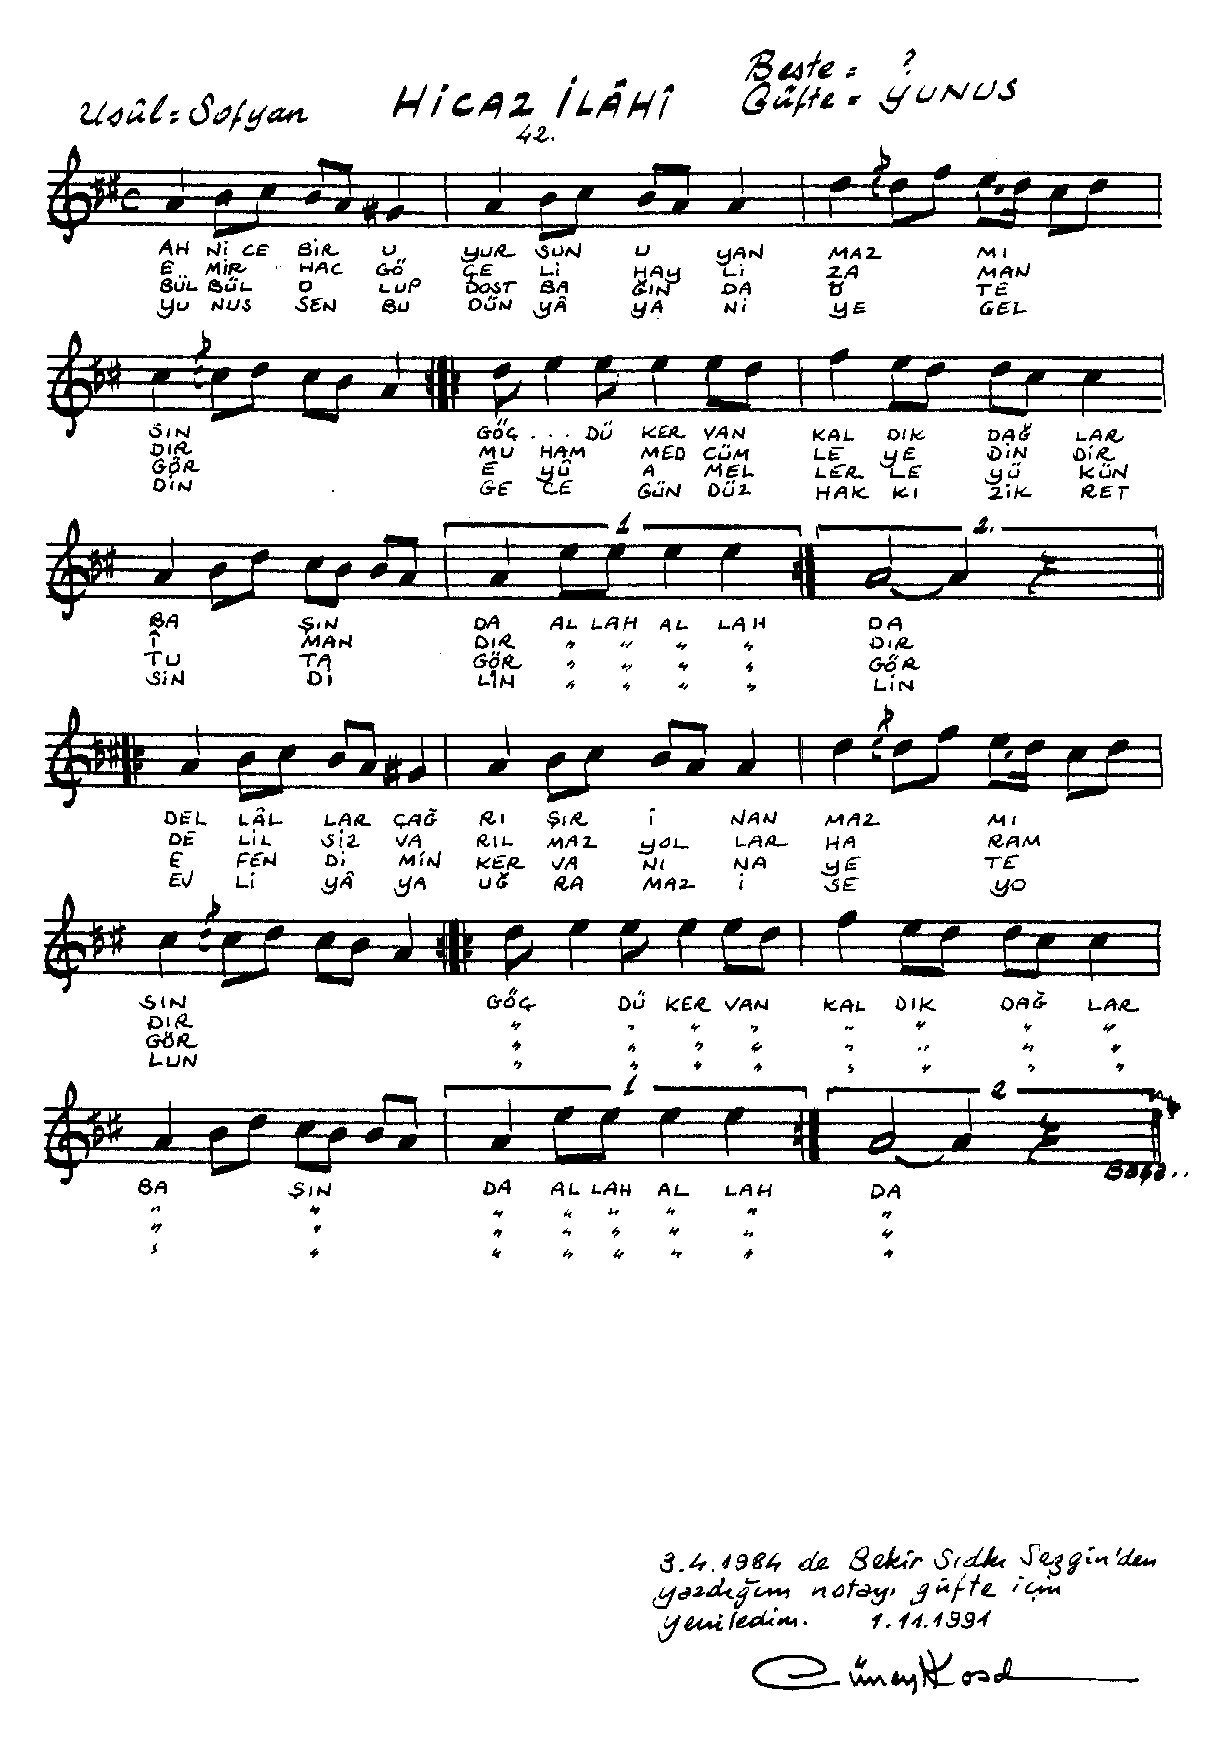 Beste = ?
Usûl = Sofyan HİCAZ İLÂHÎ Güfte = YUNUS
42.
AH Nİ CE BİR U YUR SUN U YAN MAZ MI
E MİR HAC GÖ ÇE Lİ HAY Lİ ZA MAN
BÜL BÜL O LUP DOST BA ĞIN DA Ö TE
YU NUS SEN BU DÜN YÂ YA Nİ YE GEL
SIN GÖÇ ... DÜ KER VAN KAL DIK DAĞ LAR
DIR MU HAM MED CÜM LE YE DİN DİR
GÖR E YÜ A MEL LER LE YÜ KÜN
DİN GE CE GÜN DÜZ HAK KI ZİK RET
1 2.
BA ŞIN DA AL LAH AL LAH DA
Î MAN DIR " " " " DIR
TU TA GÖR " " " " GÖR
SİN Dİ LİN " " " " LİN
DEL LÂL LAR ÇAĞ RI ŞIR İ NAN MAZ MI
DE LİL SİZ VA RIL MAZ YOL LAR HA RAM
E FEN Dİ MİN KER VA NI NA YE TE
EV Lİ YÂ YA UĞ RA MAZ İ SE YO
SIN GÖÇ DÜ KER VAN KAL DIK DAĞ LAR
DIR " " " " " " " "
GÖR " " " " " " " "
LUN " " " " " " " "
1 2
Başa..
BA ŞIN DA AL LAH AL LAH DA
" " " " " " " "
" " " " " " " "
" " " " " " " "
3.4.1984 de Bekir Sıdkı Sezgin'den
yazdığım notayı güfte için
yeniledim. 1.11.1991